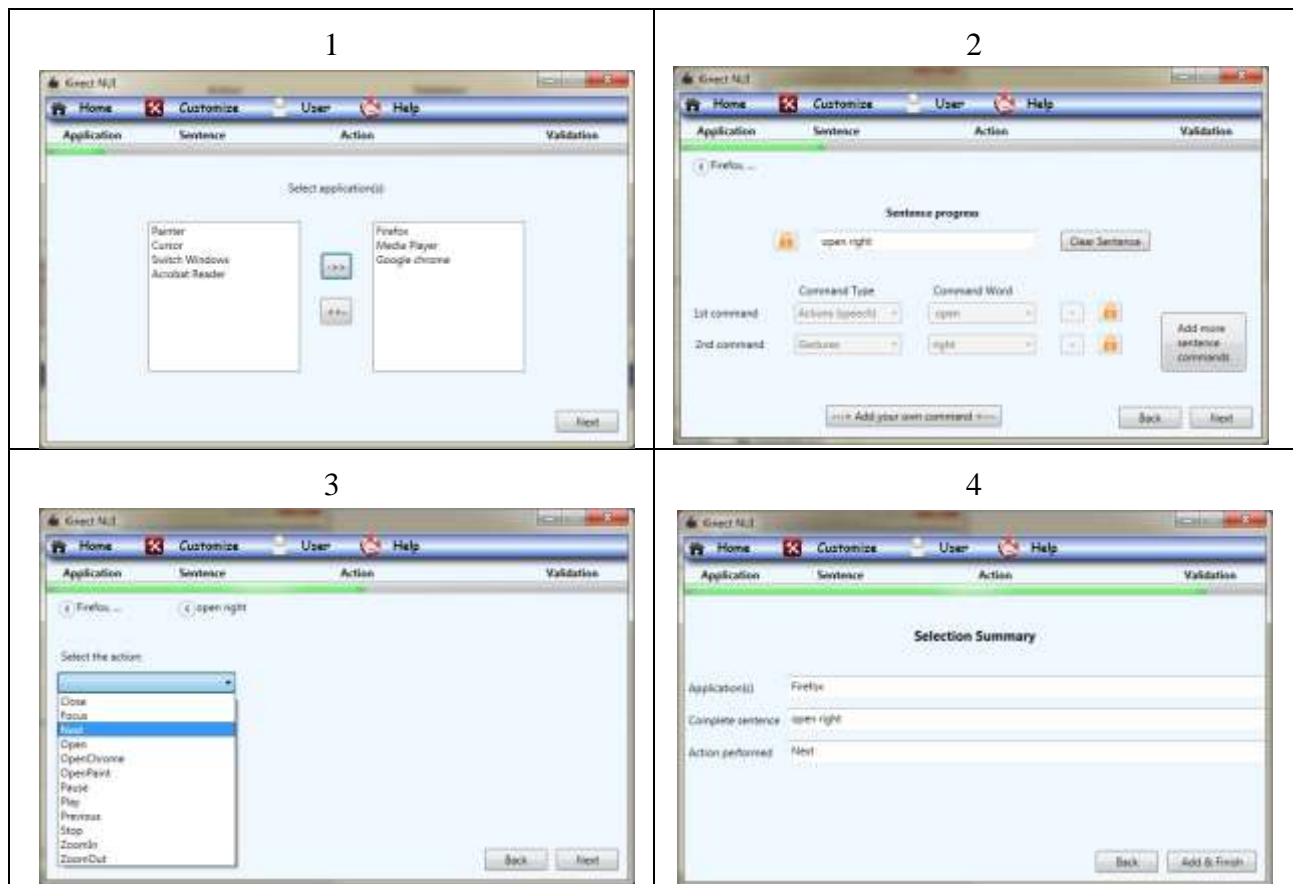 1
Kinect NUI
Home Customize User Help
Application Sentence Action Validation
Select application(s):
Painter
Cursor
Switch Windows
Acrobat Reader
->>
<<-
Firefox
Media Player
Google chrome
Next
2
Kinect NUI
Home Customize User Help
Application Sentence Action Validation
Firefox ...
Sentence progress
open right
Clear Sentence
Command Type Command Word
1st command Actions (speech) open -
2nd command Gestures right -
Add more
sentence
commands
Add your own command
Back Next
3
Kinect NUI
Home Customize User Help
Application Sentence Action Validation
Firefox ... open right
Select the action:
Close
Focus
Next
Open
OpenChrome
OpenPaint
Pause
Play
Previous
Stop
ZoomIn
ZoomOut
Back Next
4
Kinect NUI
Home Customize User Help
Application Sentence Action Validation
Selection Summary
Application(s) Firefox
Complete sentence open right
Action performed Next
Back Add & Finish